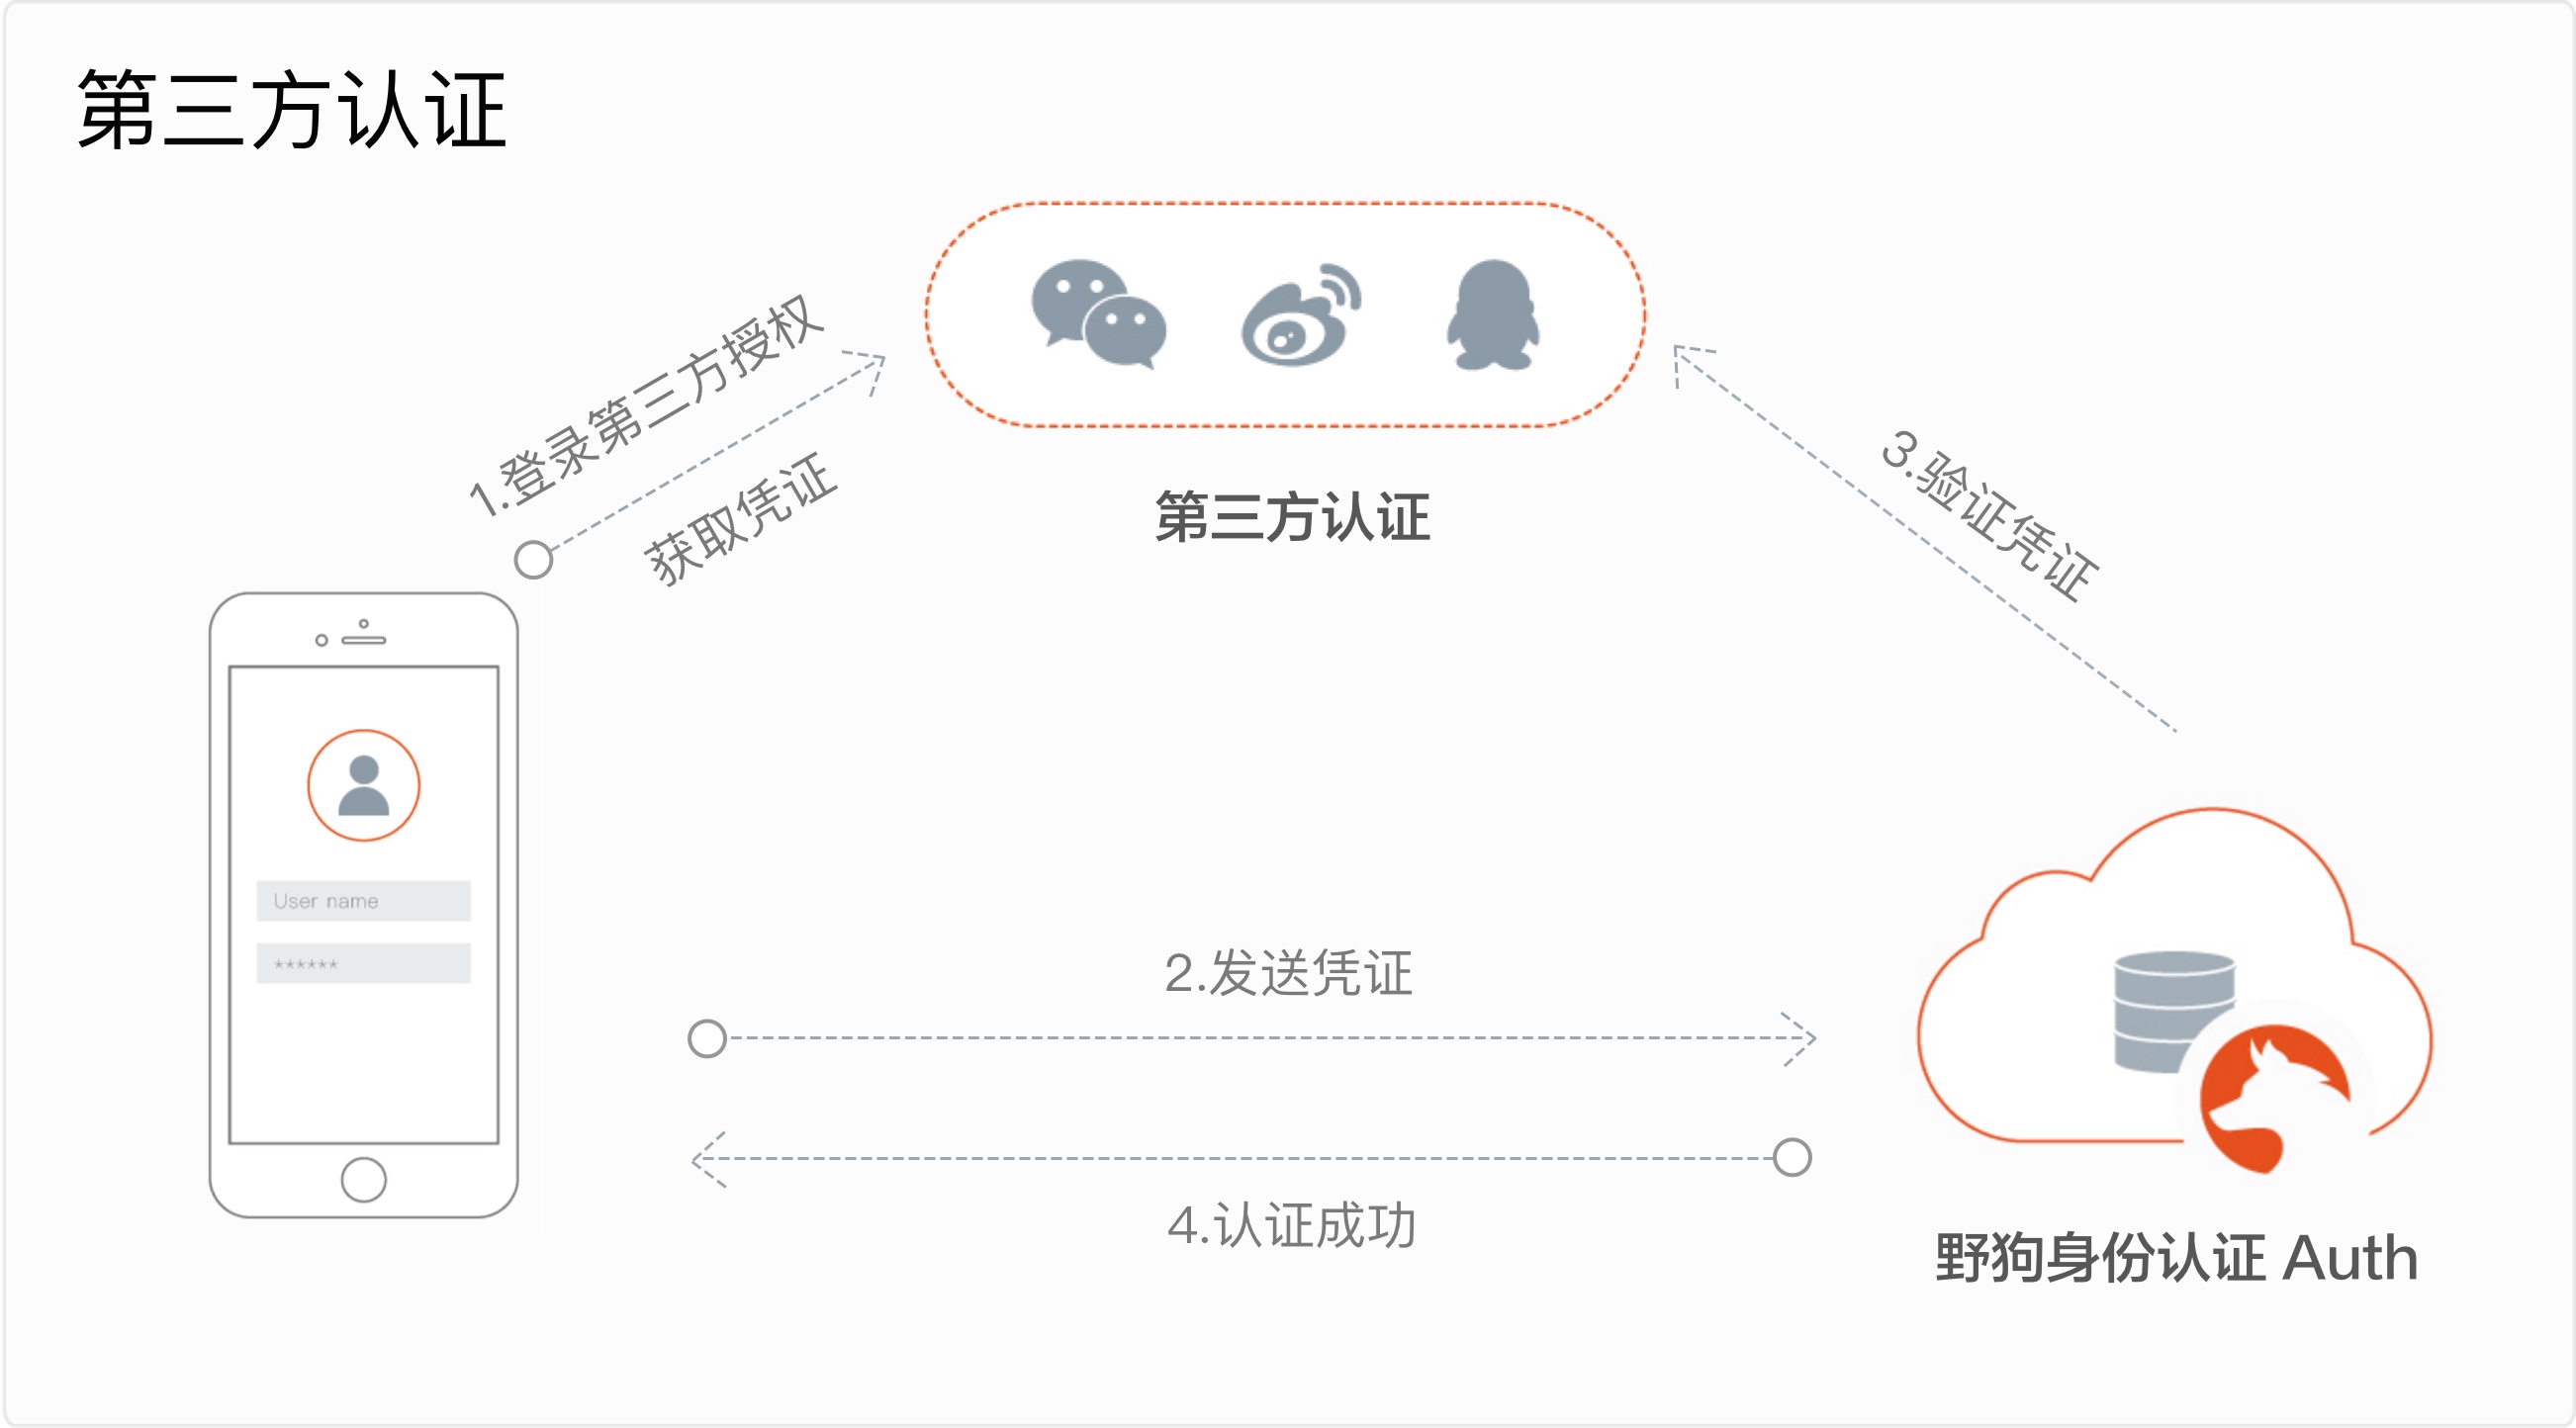 第三方认证
1.登录第三方授权
获取凭证
第三方认证
3.验证凭证
User name
******
2.发送凭证
4.认证成功
野狗身份认证 Auth